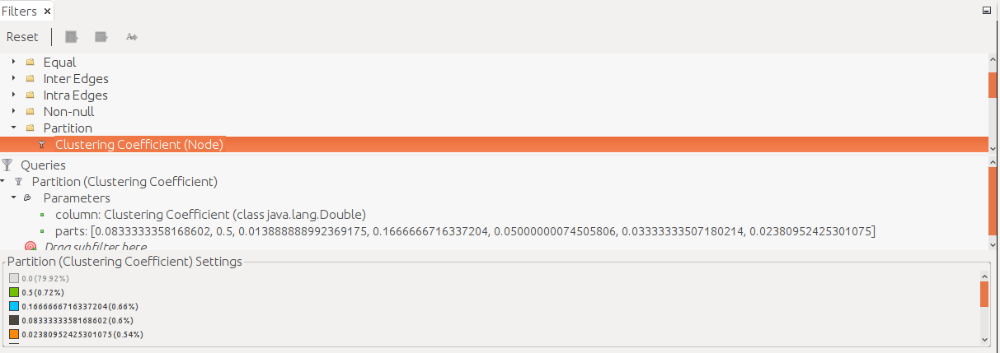 Filters ×
Reset
Equal
Inter Edges
Intra Edges
Non-null
Partition
Clustering Coefficient (Node)
Queries
Partition (Clustering Coefficient)
Parameters
column: Clustering Coefficient (class java.lang.Double)
parts: [0.0833333358168602, 0.5, 0.013888888992369175, 0.1666666716337204, 0.05000000074505806, 0.03333333507180214, 0.02380952425301075]
Drag subfilter here
Partition (Clustering Coefficient) Settings
0.0 (79.92%)
0.5 (0.72%)
0.1666666716337204 (0.66%)
0.0833333358168602 (0.6%)
0.02380952425301075 (0.54%)